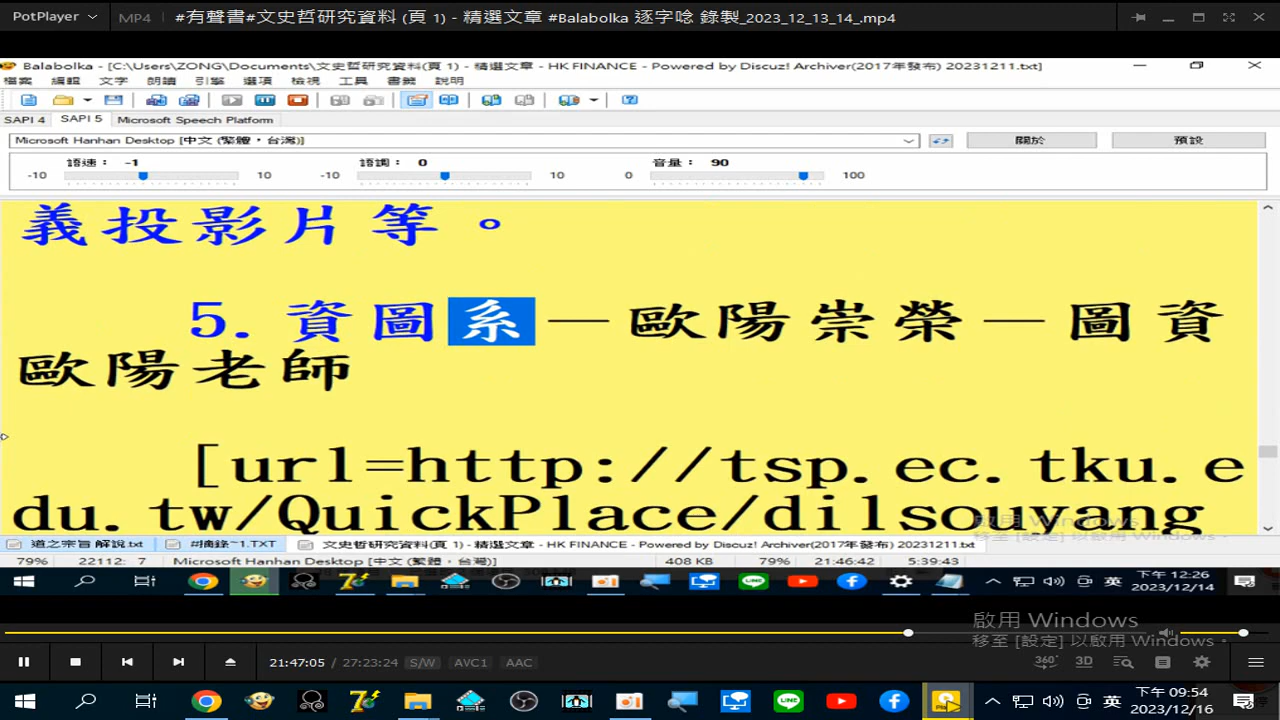 PotPlayer MP4 #有聲書#文史哲研究資料 (頁 1) - 精選文章 #Balabolka 逐字唸 錄製_2023_12_13_14_.mp4
Balabolka - [C:\Users\ZONG\Documents\文史哲研究資料(頁 1) - 精選文章 - HK FINANCE - Powered by Discuz! Archiver(2017年發布) 20231211.txt]
檔案 編輯 文字 朗讀 引擎 選項 檢視 工具 書籤 說明
SAPI 4 SAPI 5 Microsoft Speech Platform
Microsoft Hanhan Desktop [中文 (繁體，台灣)] 關於 預設
語速： -1 語調： 0 音量： 90
-10 10 -10 10 0 100
義投影片等。
5. 資圖系—歐陽崇榮—圖資
歐陽老師
[url=http://tsp.ec.tku.e
du.tw/QuickPlace/dilsouyang
啟用 Windows
移至 [設定] 以啟用 Windows。
道之宗旨 解說.txt #摘錄~1.TXT 文史哲研究資料(頁 1) - 精選文章 - HK FINANCE - Powered by Discuz! Archiver(2017年發布) 20231211.txt
79% 22112: 7 Microsoft Hanhan Desktop [中文 (繁體，台灣)] 408 KB 79% 21:46:42 5:39:43
英 下午 12:26
2023/12/14
啟用 Windows
移至 [設定] 以啟用 Windows。
21:47:05 / 27:23:24 S/W AVC1 AAC 360° 3D
英 下午 09:54
2023/12/16